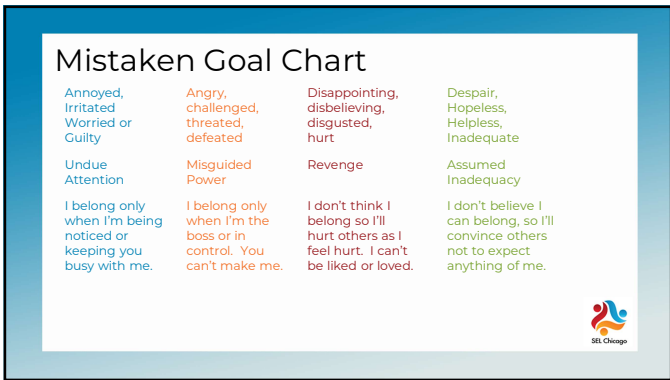 Mistaken Goal Chart
Annoyed,
Irritated
Worried or
Guilty
Angry,
challenged,
threated,
defeated
Disappointing,
disbelieving,
disgusted,
hurt
Despair,
Hopeless,
Helpless,
Inadequate
Undue
Attention
Misguided
Power
Revenge
Assumed
Inadequacy
I belong only
when I'm being
noticed or
keeping you
busy with me.
I belong only
when I'm the
boss or in
control.  You
can't make me.
I don't think I
belong so I'll
hurt others as I
feel hurt.  I can't
be liked or loved.
I don't believe I
can belong, so I'll
convince others
not to expect
anything of me.
SEL Chicago